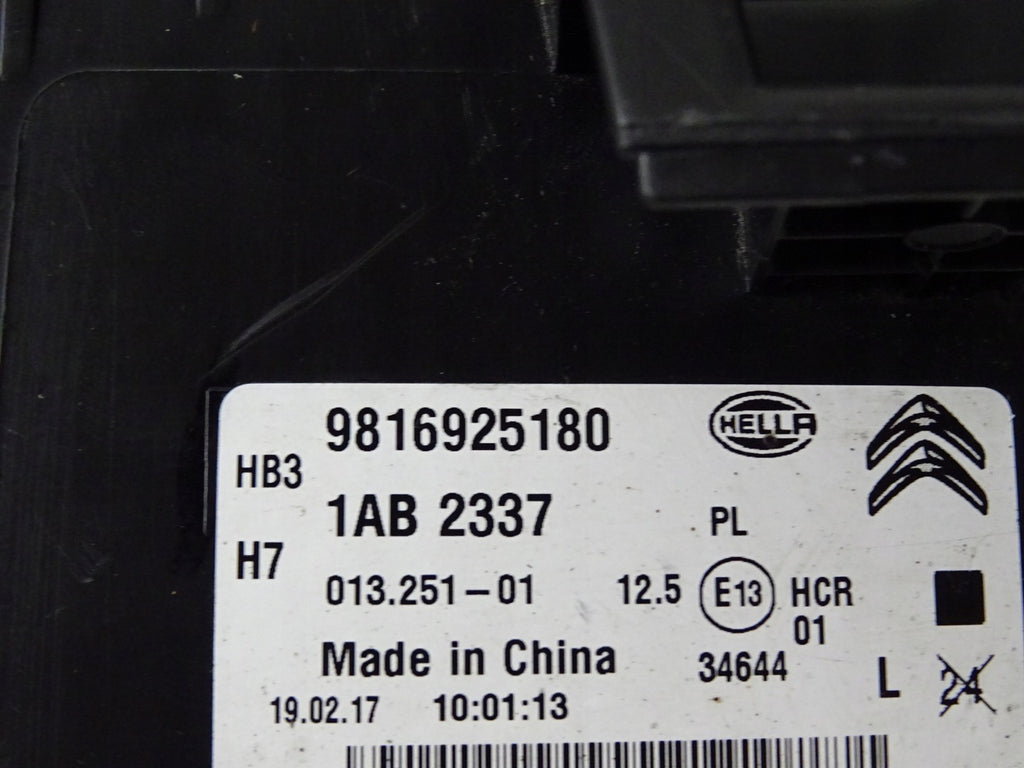 9816925180 HELLA
HB3
1AB 2337 PL
H7
013.251-01 12.5 E13 HCR
01
Made in China 34644 L 24
19.02.17 10:01:13